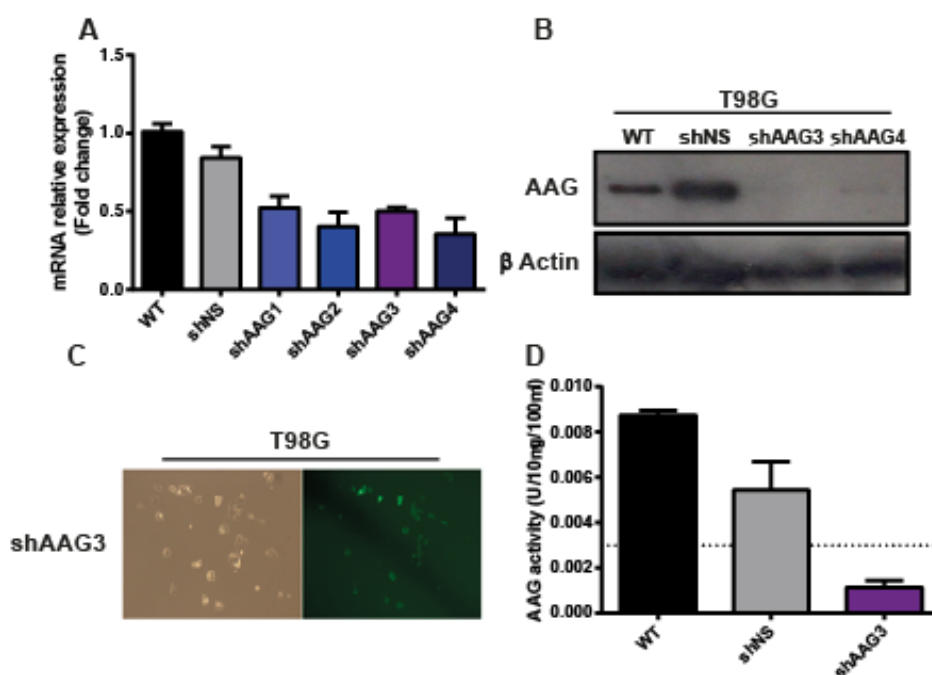 A
mRNA relative expression
(Fold change)
1.5
1.0
0.5
0.0
WT
shNS
shAAG1
shAAG2
shAAG3
shAAG4
B
T98G
WT shNS shAAG3 shAAG4
AAG
β Actin
C
T98G
shAAG3
D
AAG activity (U/10ng/100ml)
0.010
0.008
0.006
0.004
0.002
0.000
WT
shNS
shAAG3